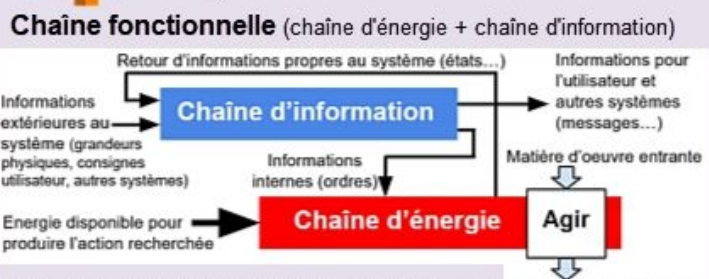 Chaîne fonctionnelle (chaîne d'énergie + chaîne d'information)
Retour d'informations propres au système (états...)
Informations pour
l'utilisateur et
autres systèmes
(messages...)
Informations
extérieures au
système (grandeurs
physiques, consignes
utilisateur, autres systèmes)
Chaîne d'information
Informations
internes (ordres)
Matière d'oeuvre entrante
Energie disponible pour
produire l'action recherchée
Chaîne d'énergie
Agir